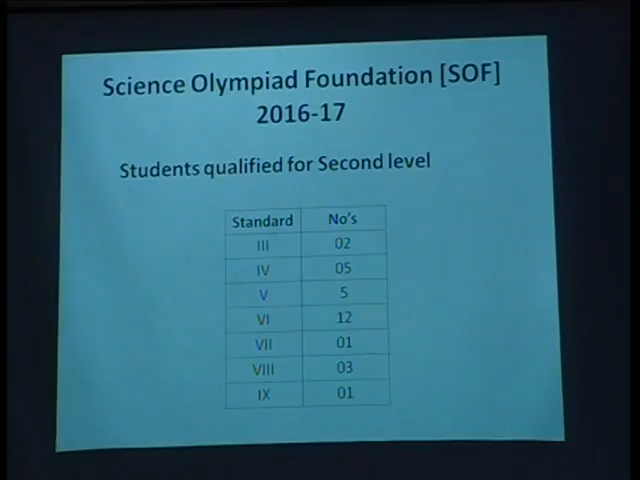 Science Olympiad Foundation [SOF]
2016-17
Students qualified for Second level
Standard No's
III 02
IV 05
V 5
VI 12
VII 01
VIII 03
IX 01